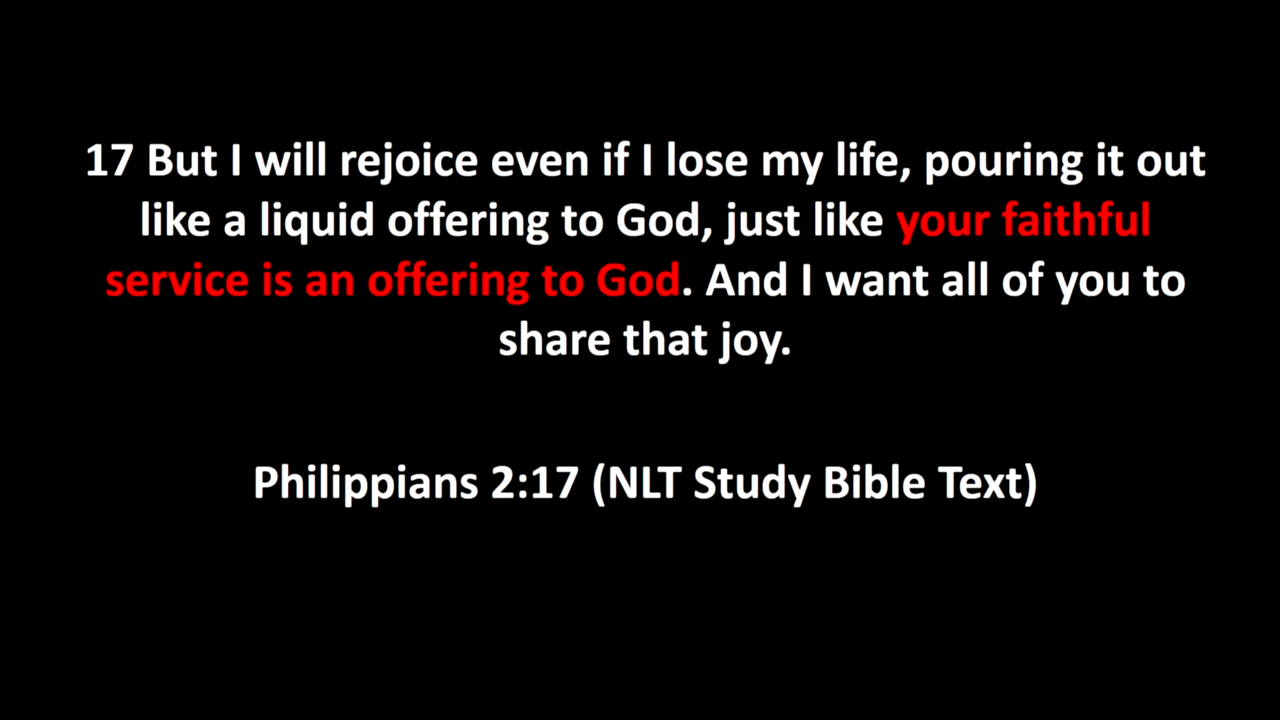 17 But I will rejoice even if I lose my life, pouring it out
like a liquid offering to God, just like your faithful
service is an offering to God. And I want all of you to
share that joy.
Philippians 2:17 (NLT Study Bible Text)